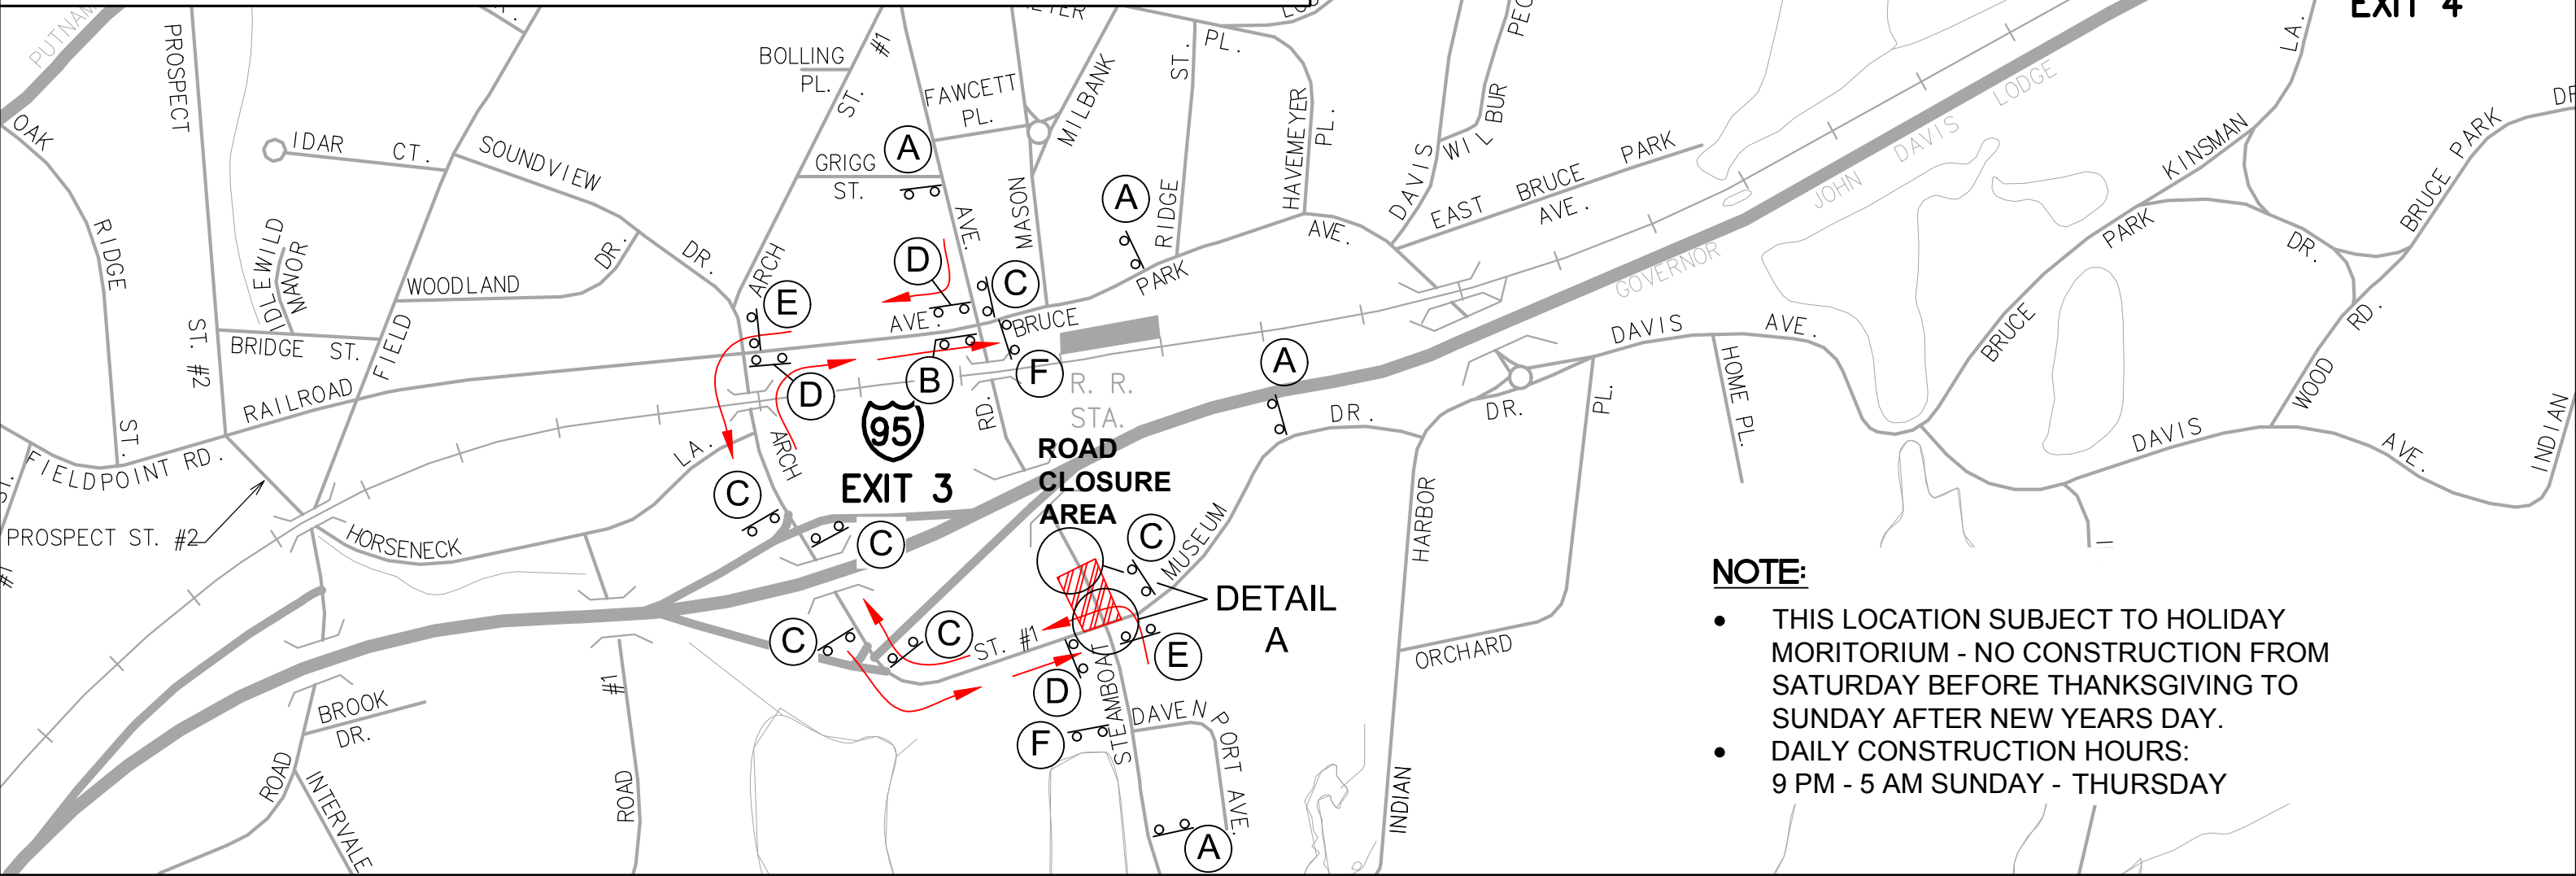 EXIT 4
PUTNAM
PROSPECT
ST. #2
OAK
RIDGE
ST.
IDAR CT.
SOUNDVIEW
DR.
BOLLING
PL.
#1
ST.
ARCH
FAWCETT
PL.
GRIGG
ST.
MASON
AVE.
MILBANK
ST.
RIDGE
PL.
HAVEMEYER
PL.
DAVIS
WILBUR
EAST BRUCE PARK
AVE.
AVE.
PARK
BRUCE
AVE.
LODGE
DAVIS
JOHN
GOVERNOR
LA.
KINSMAN
PARK
BRUCE
DR.
BRUCE PARK
WOOD
RD.
DAVIS
AVE.
INDIAN
DAVIS AVE.
HOME PL.
DR.
DR.
PL.
HARBOR
INDIAN
ORCHARD
IDLEWILD
MANOR
WOODLAND
DR.
BRIDGE ST.
FIELD
RAILROAD
FIELDPOINT RD.
PROSPECT ST. #2
ST.
#1
HORSENECK
LA.
ARCH
RD.
R. R.
STA.
95
EXIT 3
ROAD
CLOSURE
AREA
MUSEUM
DETAIL
A
ST. #1
STEAMBOAT
DAVENPORT AVE.
BROOK
DR.
ROAD
INTERVALE
#1
ROAD
A
A
D
C
E
D
B
F
A
C
C
C
C
C
E
D
F
A
NOTE:
• THIS LOCATION SUBJECT TO HOLIDAY
MORITORIUM - NO CONSTRUCTION FROM
SATURDAY BEFORE THANKSGIVING TO
SUNDAY AFTER NEW YEARS DAY.
• DAILY CONSTRUCTION HOURS:
9 PM - 5 AM SUNDAY - THURSDAY